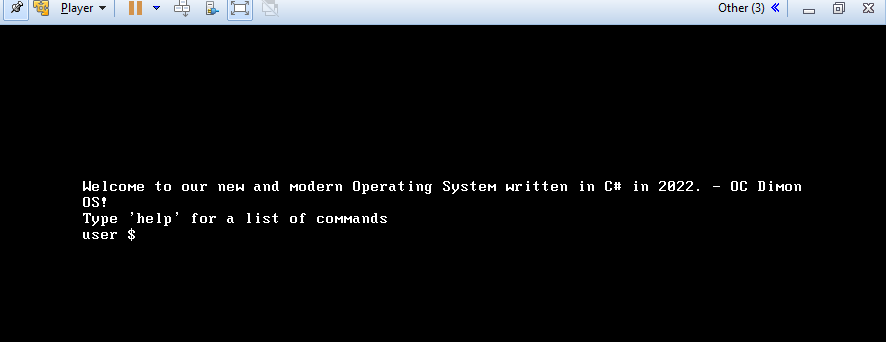 Player
Other (3)
Welcome to our new and modern Operating System written in C# in 2022. - OC Dimon
OS!
Type 'help' for a list of commands
user $